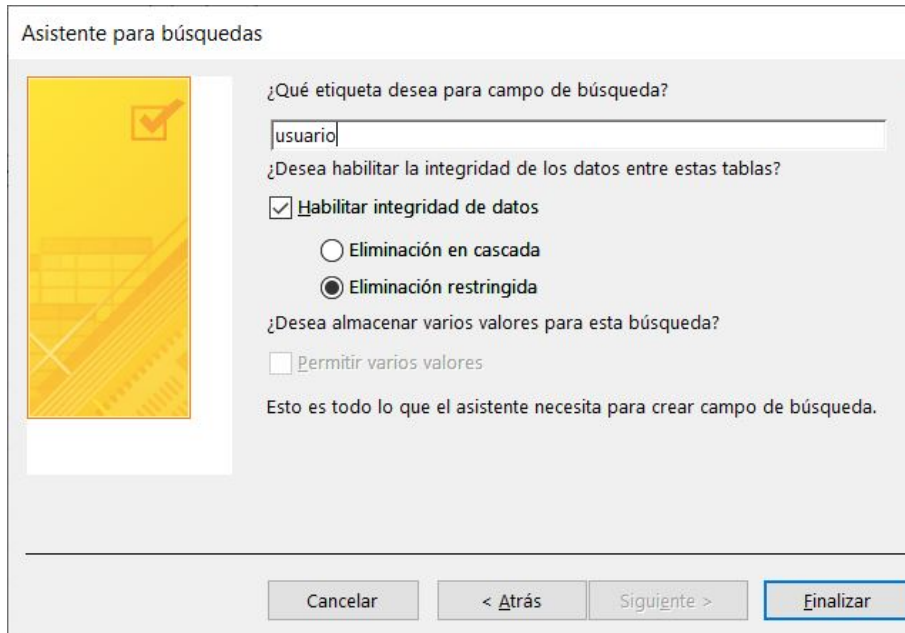 Asistente para búsquedas
¿Qué etiqueta desea para campo de búsqueda?
usuario
¿Desea habilitar la integridad de los datos entre estas tablas?
Habilitar integridad de datos
Eliminación en cascada
Eliminación restringida
¿Desea almacenar varios valores para esta búsqueda?
Permitir varios valores
Esto es todo lo que el asistente necesita para crear campo de búsqueda.
Cancelar < Atrás Siguiente > Finalizar